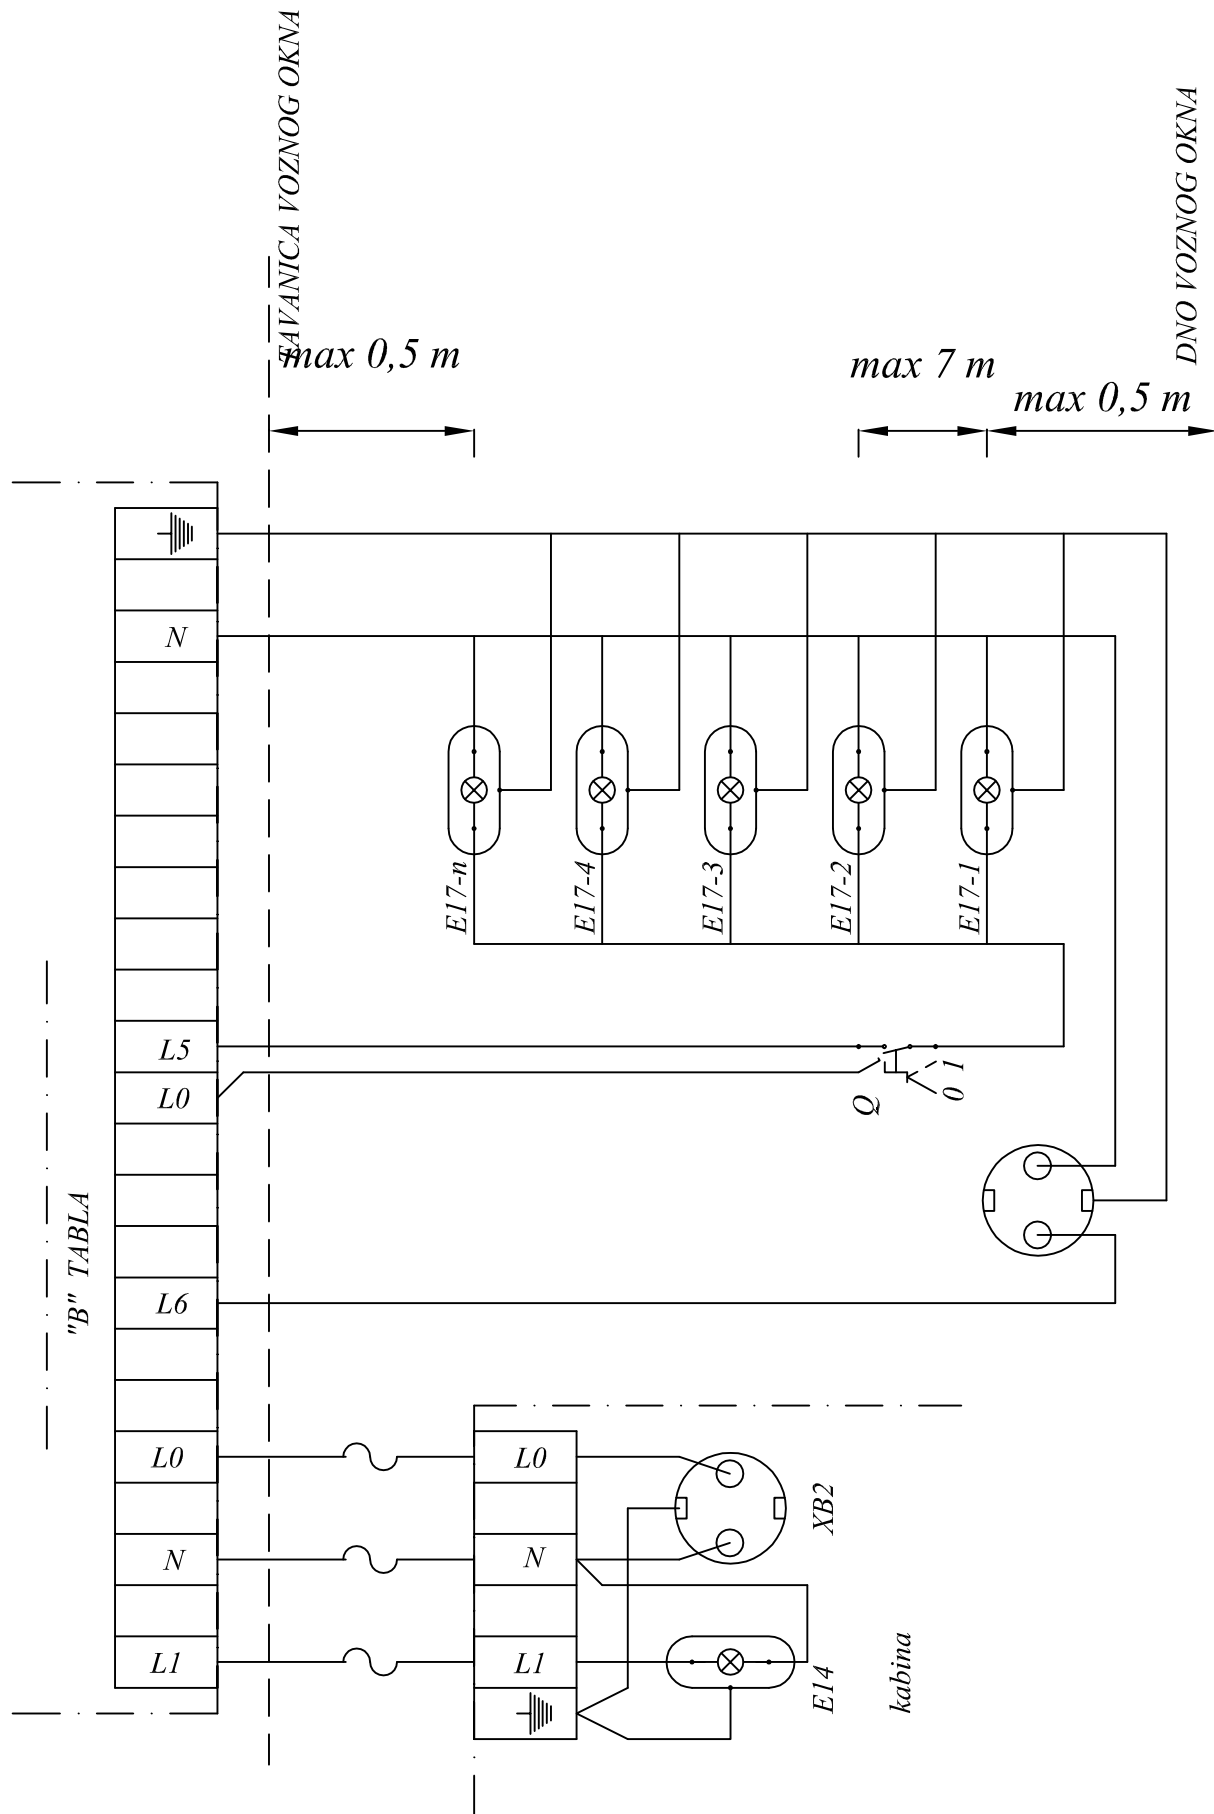 TAVANICA VOZNOG OKNA
DNO VOZNOG OKNA
max 0,5 m
max 7 m
max 0,5 m
N
E17-n
E17-4
E17-3
E17-2
E17-1
L5
L0
Q
0 1
"B" TABLA
L6
L0
L0
XB2
N
N
L1
L1
E14
kabina